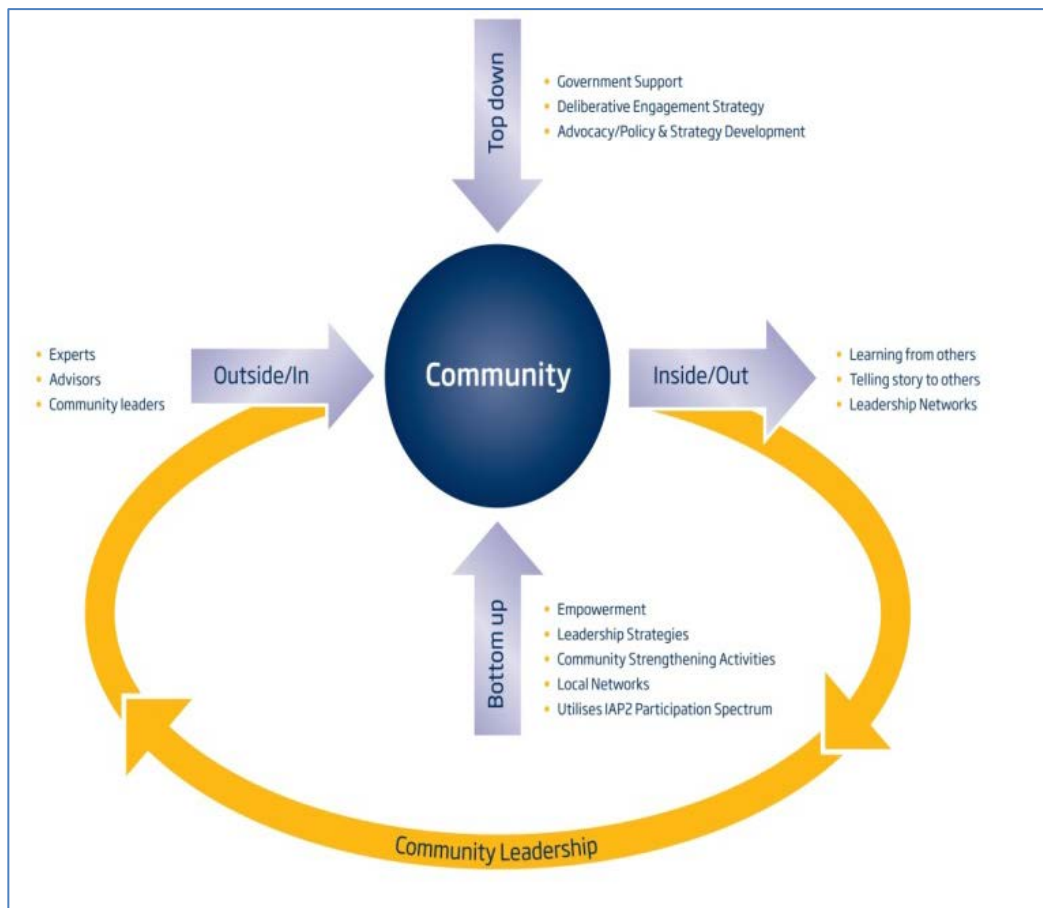 Top down
• Government Support
• Deliberative Engagement Strategy
• Advocacy/Policy & Strategy Development
• Experts
• Advisors
• Community leaders
Outside/In
Community
Inside/Out
• Learning from others
• Telling story to others
• Leadership Networks
Bottom up
• Empowerment
• Leadership Strategies
• Community Strengthening Activities
• Local Networks
• Utilises IAP2 Participation Spectrum
Community Leadership